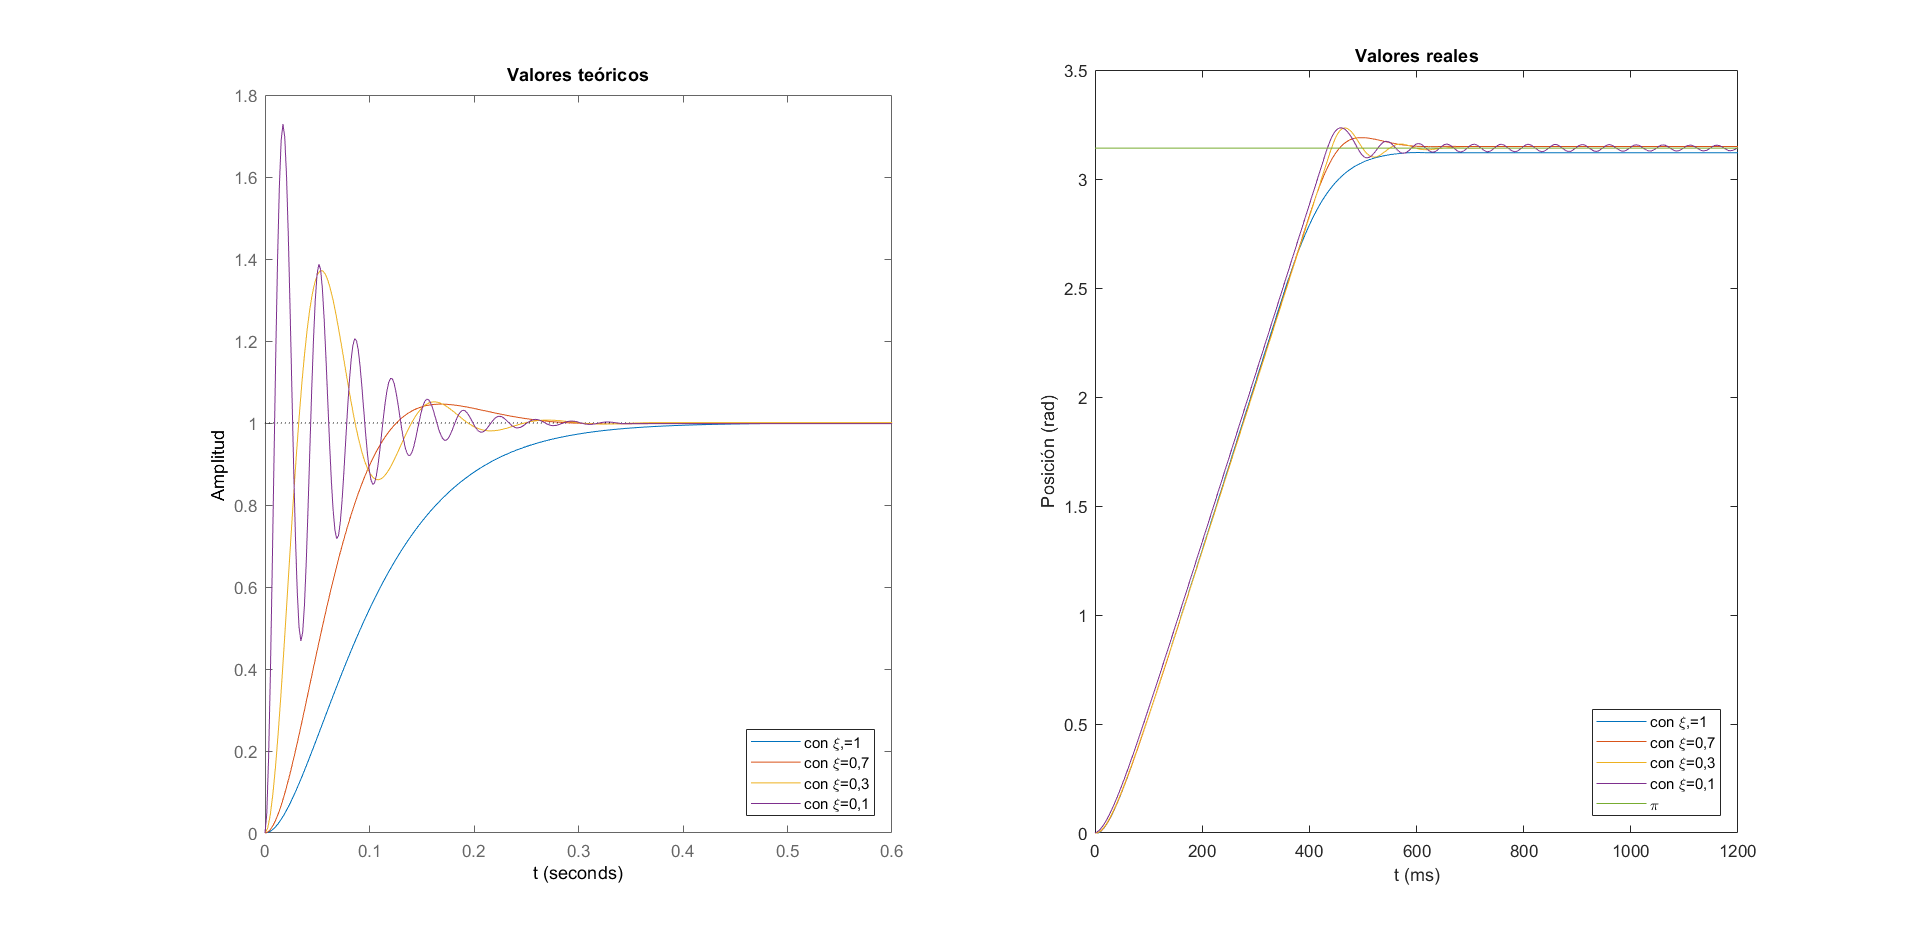 Valores teóricos
1.8
1.6
1.4
1.2
1
0.8
0.6
0.4
0.2
0
Amplitud
0 0.1 0.2 0.3 0.4 0.5 0.6
t (seconds)
con ξ,=1
con ξ=0,7
con ξ=0,3
con ξ=0,1
Valores reales
3.5
3
2.5
2
1.5
1
0.5
0
Posición (rad)
0 200 400 600 800 1000 1200
t (ms)
con ξ,=1
con ξ=0,7
con ξ=0,3
con ξ=0,1
π